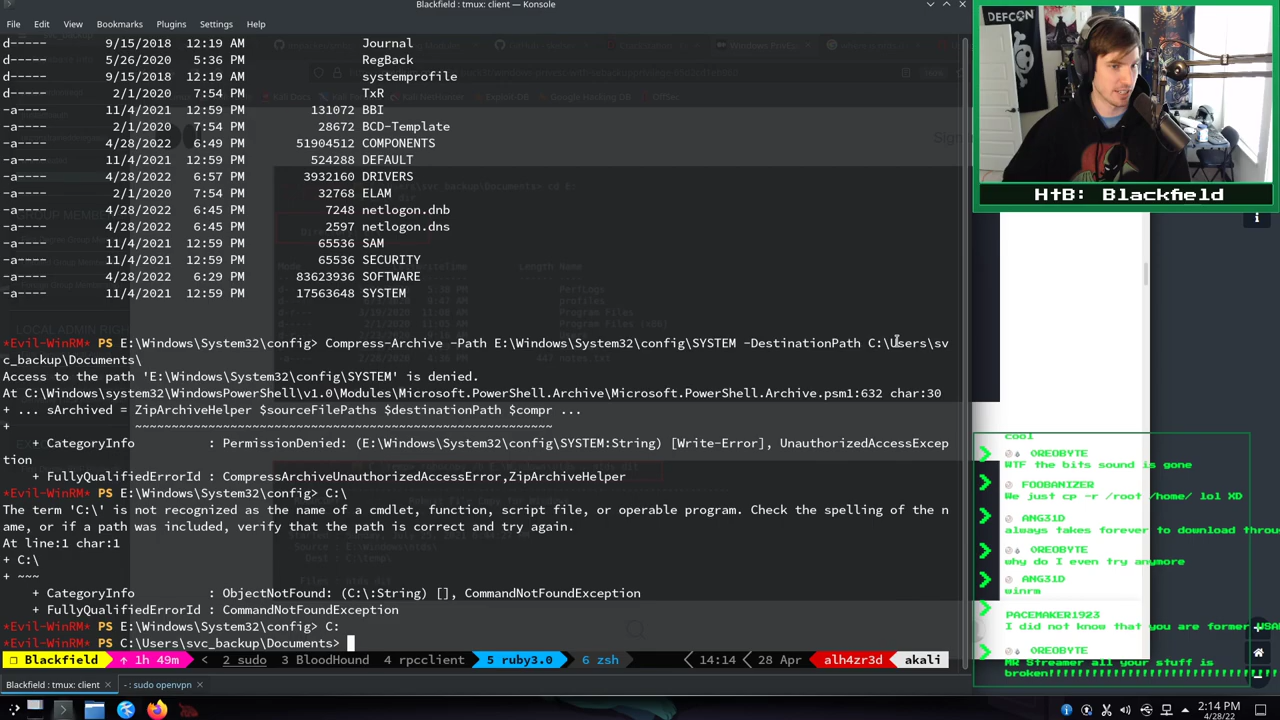 Blackfield : tmux: client — Konsole
File Edit View Bookmarks Plugins Settings Help
d----- 9/15/2018 12:19 AM Journal
d----- 5/26/2020 5:36 PM RegBack
d----- 9/15/2018 12:19 AM systemprofile
d----- 2/1/2020 7:54 PM TxR
-a---- 11/4/2021 12:59 PM 131072 BBI
-a---- 2/1/2020 7:54 PM 28672 BCD-Template
-a---- 4/28/2022 6:49 PM 51904512 COMPONENTS
-a---- 11/4/2021 12:59 PM 524288 DEFAULT
-a---- 4/28/2022 6:57 PM 3932160 DRIVERS
-a---- 2/1/2020 7:54 PM 32768 ELAM
-a---- 4/28/2022 6:45 PM 7248 netlogon.dnb
-a---- 4/28/2022 6:45 PM 2597 netlogon.dns
-a---- 11/4/2021 12:59 PM 65536 SAM
-a---- 11/4/2021 12:59 PM 65536 SECURITY
-a---- 4/28/2022 6:29 PM 83623936 SOFTWARE
-a---- 11/4/2021 12:59 PM 17563648 SYSTEM
*Evil-WinRM* PS E:\Windows\System32\config> Compress-Archive -Path E:\Windows\System32\config\SYSTEM -DestinationPath C:\Users\sv
c_backup\Documents\
Access to the path 'E:\Windows\System32\config\SYSTEM' is denied.
At C:\Windows\system32\WindowsPowerShell\v1.0\Modules\Microsoft.PowerShell.Archive\Microsoft.PowerShell.Archive.psm1:632 char:30
+ ... sArchived = ZipArchiveHelper $sourceFilePaths $destinationPath $compr ...
+ ~~~~~~~~~~~~~~~~~~~~~~~~~~~~~~~~~~~~~~~~~~~~~~~~~~~~~~~~~~~~~
+ CategoryInfo : PermissionDenied: (E:\Windows\System32\config\SYSTEM:String) [Write-Error], UnauthorizedAccessExcep
tion
+ FullyQualifiedErrorId : CompressArchiveUnauthorizedAccessError,ZipArchiveHelper
*Evil-WinRM* PS E:\Windows\System32\config> C:\
The term 'C:\' is not recognized as the name of a cmdlet, function, script file, or operable program. Check the spelling of the n
ame, or if a path was included, verify that the path is correct and try again.
At line:1 char:1
+ C:\
+ ~~~
+ CategoryInfo : ObjectNotFound: (C:\:String) [], CommandNotFoundException
+ FullyQualifiedErrorId : CommandNotFoundException
*Evil-WinRM* PS E:\Windows\System32\config> C:
*Evil-WinRM* PS C:\Users\svc_backup\Documents>
Blackfield ↑ 1h 49m < 2 sudo 3 BloodHound 4 rpcclient 5 ruby3.0 6 zsh < 14:14 < 28 Apr alh4zr3d akali
Blackfield : tmux: client × - : sudo openvpn ×
DEFCON
HtB: Blackfield
cool
0REOBYTE
WTF the bits sound is gone
FOOBANIZER
We just cp -r /root /home/ lol XD
ANG31D
always takes forever to download throu
0REOBYTE
why do I even try anymore
ANG31D
winrm
PACEMAKER1923
I did not know that you are former USA
0REOBYTE
MR Streamer all your stuff is
broken!!!!!!!!!!!!!!!!!!!!!!!!!!!!!!!!!
2:14 PM
4/28/22